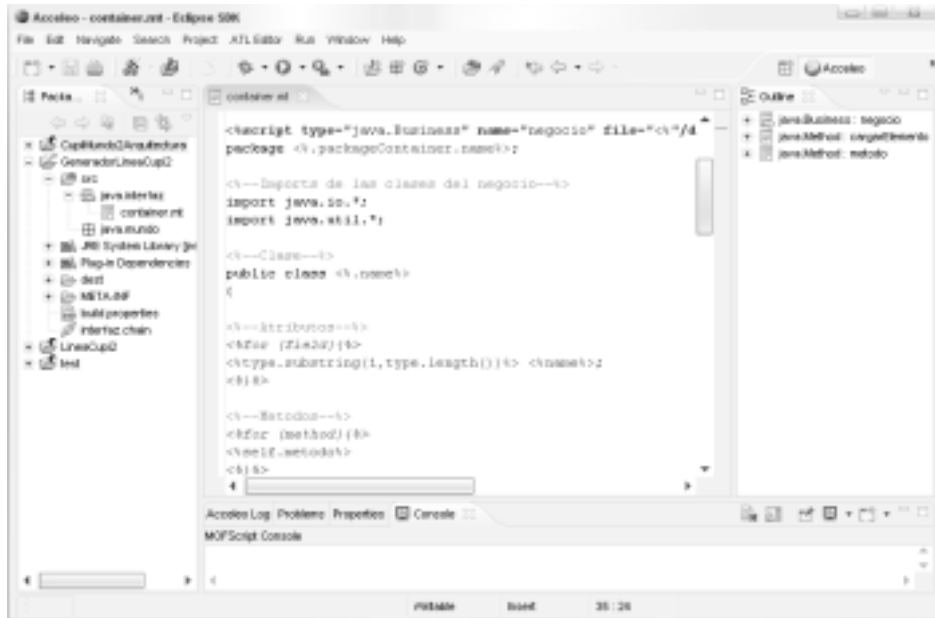 Acceleo - container.mt - Eclipse SDK
File Edit Navigate Search Project ATL Editor Run Window Help
Acceleo
Packa...
CupiMundo2Arquitectura
GeneradorLineaCupi2
src
java.interfaz
container.mt
java.mundo
JRE System Library [jre
Plug-in Dependencies
dest
META-INF
build.properties
interfaz.chain
LineaCupi2
test
container.mt
<%script type="java.Business" name="negocio" file="<%"/d
package <%.packageContainer.name%>;
<%--Imports de las clases del negocio--%>
import java.io.*;
import java.util.*;
<%--Clase--%>
public class <%.name%>
{
<%--Atributos--%>
<%for (field){%>
<%type.substring(1,type.length())%> <%name%>;
<%}%>
<%--Metodos--%>
<%for (method){%>
<%self.metodo%>
<%}%>
Outline
java.Business : negocio
java.Method : cargarElemento
java.Method : metodo
Acceleo Log Problems Properties Console
MOFScript Console
Writable Insert 35 : 26